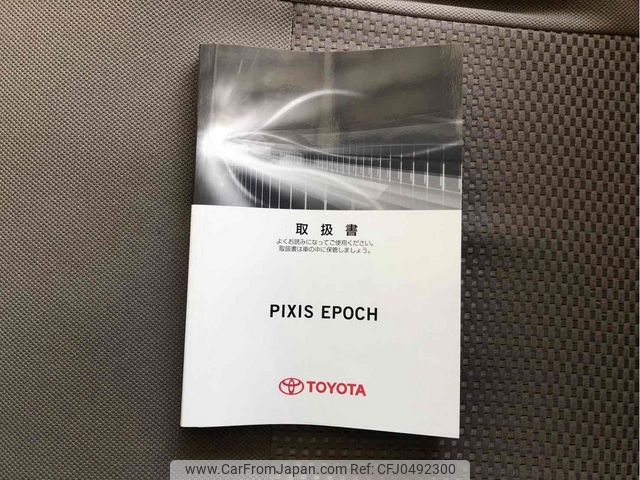 取扱書
よくお読みになってご使用ください。
取扱書は車の中に保管しましょう。
PIXIS EPOCH
TOYOTA
www.CarFromJapan.com | ID:CFJ00492300